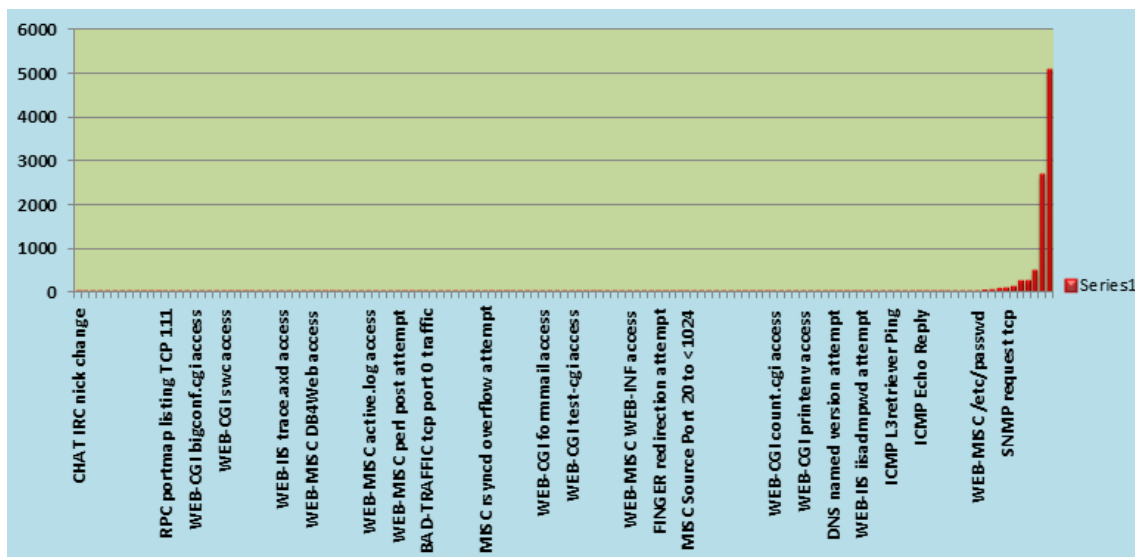 6000
5000
4000
3000
2000
1000
0
Series1
CHAT IRC nick change
RPC portmap listing TCP 111
WEB-CGI bigconf.cgi access
WEB-CGI swc access
WEB-IIS trace.axd access
WEB-MISC DB4Web access
WEB-MISC active.log access
WEB-MISC perl post attempt
BAD-TRAFFIC tcp port 0 traffic
MISC rsyncd overflow attempt
WEB-CGI formmail access
WEB-CGI test-cgi access
WEB-MISC WEB-INF access
FINGER redirection attempt
MISC Source Port 20 to <1024
WEB-CGI count.cgi access
WEB-CGI printenv access
DNS named version attempt
WEB-IIS iisadmpwd attempt
ICMP L3retriever Ping
ICMP Echo Reply
WEB-MISC /etc/passwd
SNMP request tcp